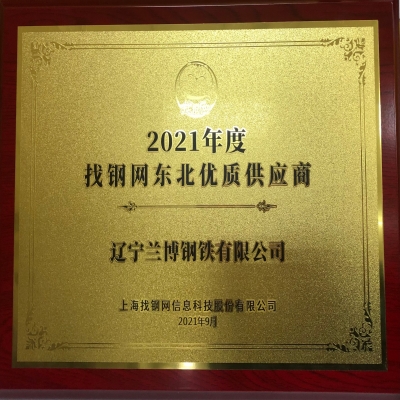 2021年度
找钢网东北优质供应商
辽宁兰博钢铁有限公司
上海找钢网信息科技股份有限公司
2021年9月